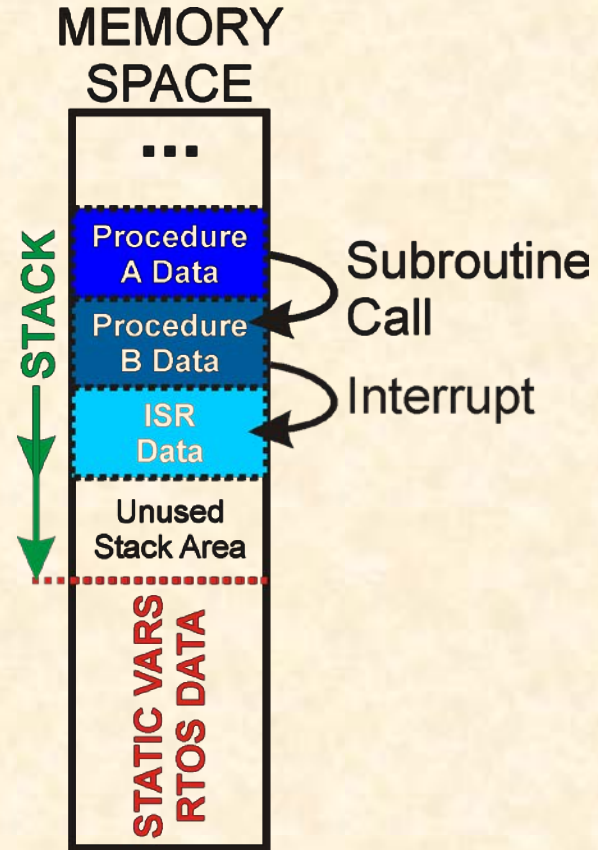 MEMORY
SPACE
...
STACK
Procedure
A Data
Subroutine
Call
Procedure
B Data
Interrupt
ISR
Data
Unused
Stack Area
STATIC VARS
RTOS DATA